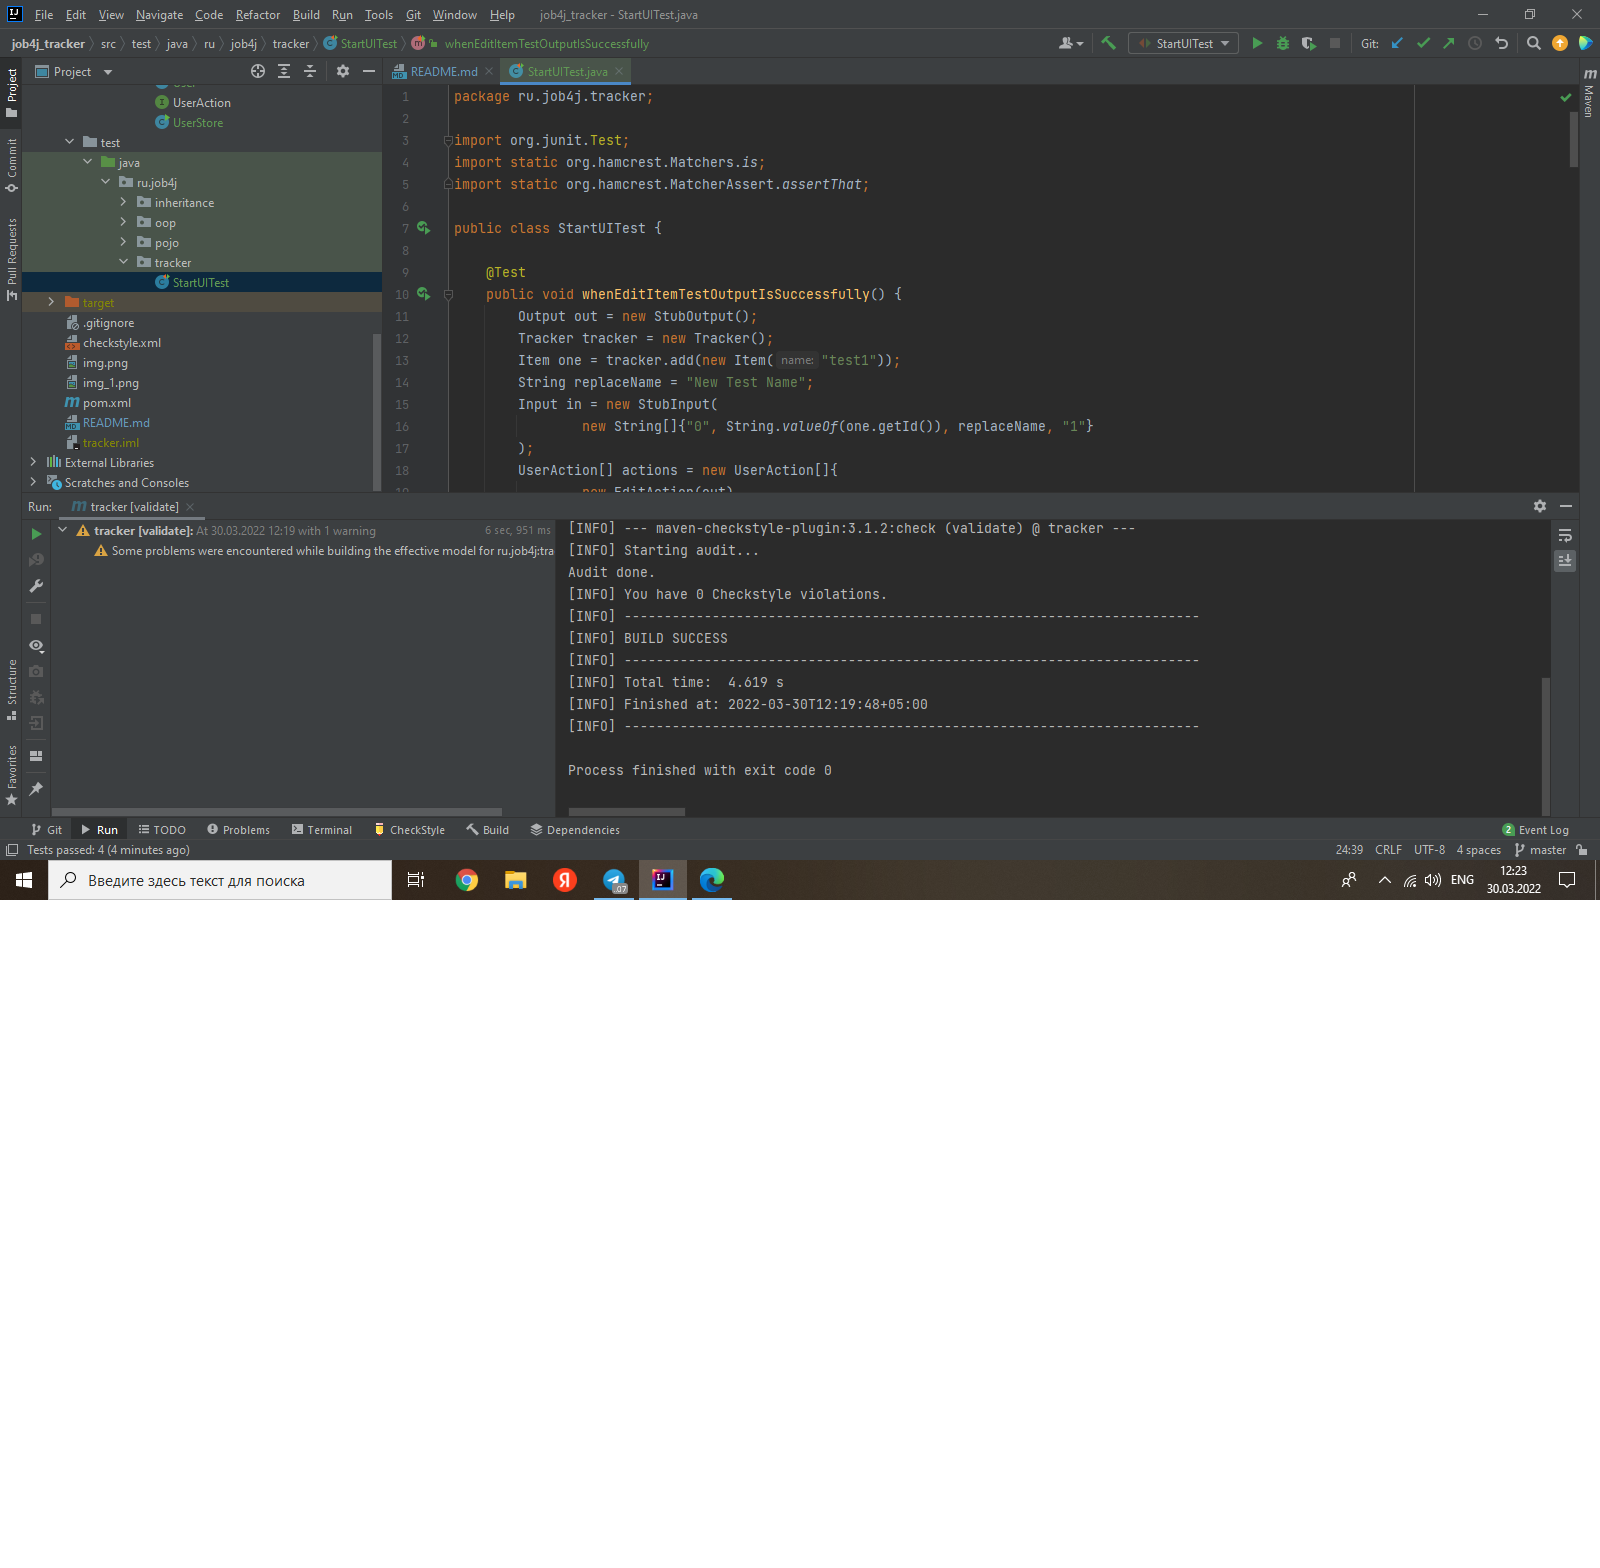 File Edit View Navigate Code Refactor Build Run Tools Git Window Help job4j_tracker - StartUITest.java
job4j_tracker src test java ru job4j tracker StartUITest whenEditItemTestOutputIsSuccessfully StartUITest Git:
Project
README.md StartUITest.java
Project
Commit
Pull Requests
Structure
Favorites
Maven
User
UserAction
UserStore
test
java
ru.job4j
inheritance
oop
pojo
tracker
StartUITest
target
.gitignore
checkstyle.xml
img.png
img_1.png
pom.xml
README.md
tracker.iml
External Libraries
Scratches and Consoles
1 package ru.job4j.tracker;
2
3 import org.junit.Test;
4 import static org.hamcrest.Matchers.is;
5 import static org.hamcrest.MatcherAssert.assertThat;
6
7 public class StartUITest {
8
9 @Test
10 public void whenEditItemTestOutputIsSuccessfully() {
11 Output out = new StubOutput();
12 Tracker tracker = new Tracker();
13 Item one = tracker.add(new Item( name: "test1"));
14 String replaceName = "New Test Name";
15 Input in = new StubInput(
16 new String[]{"0", String.valueOf(one.getId()), replaceName, "1"}
17 );
18 UserAction[] actions = new UserAction[]{
19 new EditAction(out)
Run: tracker [validate]
tracker [validate]: At 30.03.2022 12:19 with 1 warning 6 sec, 951 ms
Some problems were encountered while building the effective model for ru.job4j:tra
[INFO] --- maven-checkstyle-plugin:3.1.2:check (validate) @ tracker ---
[INFO] Starting audit...
Audit done.
[INFO] You have 0 Checkstyle violations.
[INFO] ------------------------------------------------------------------------
[INFO] BUILD SUCCESS
[INFO] ------------------------------------------------------------------------
[INFO] Total time:  4.619 s
[INFO] Finished at: 2022-03-30T12:19:48+05:00
[INFO] ------------------------------------------------------------------------
Process finished with exit code 0
Git Run TODO Problems Terminal CheckStyle Build Dependencies 2 Event Log
Tests passed: 4 (4 minutes ago) 24:39 CRLF UTF-8 4 spaces master
Введите здесь текст для поиска ENG 12:23
30.03.2022